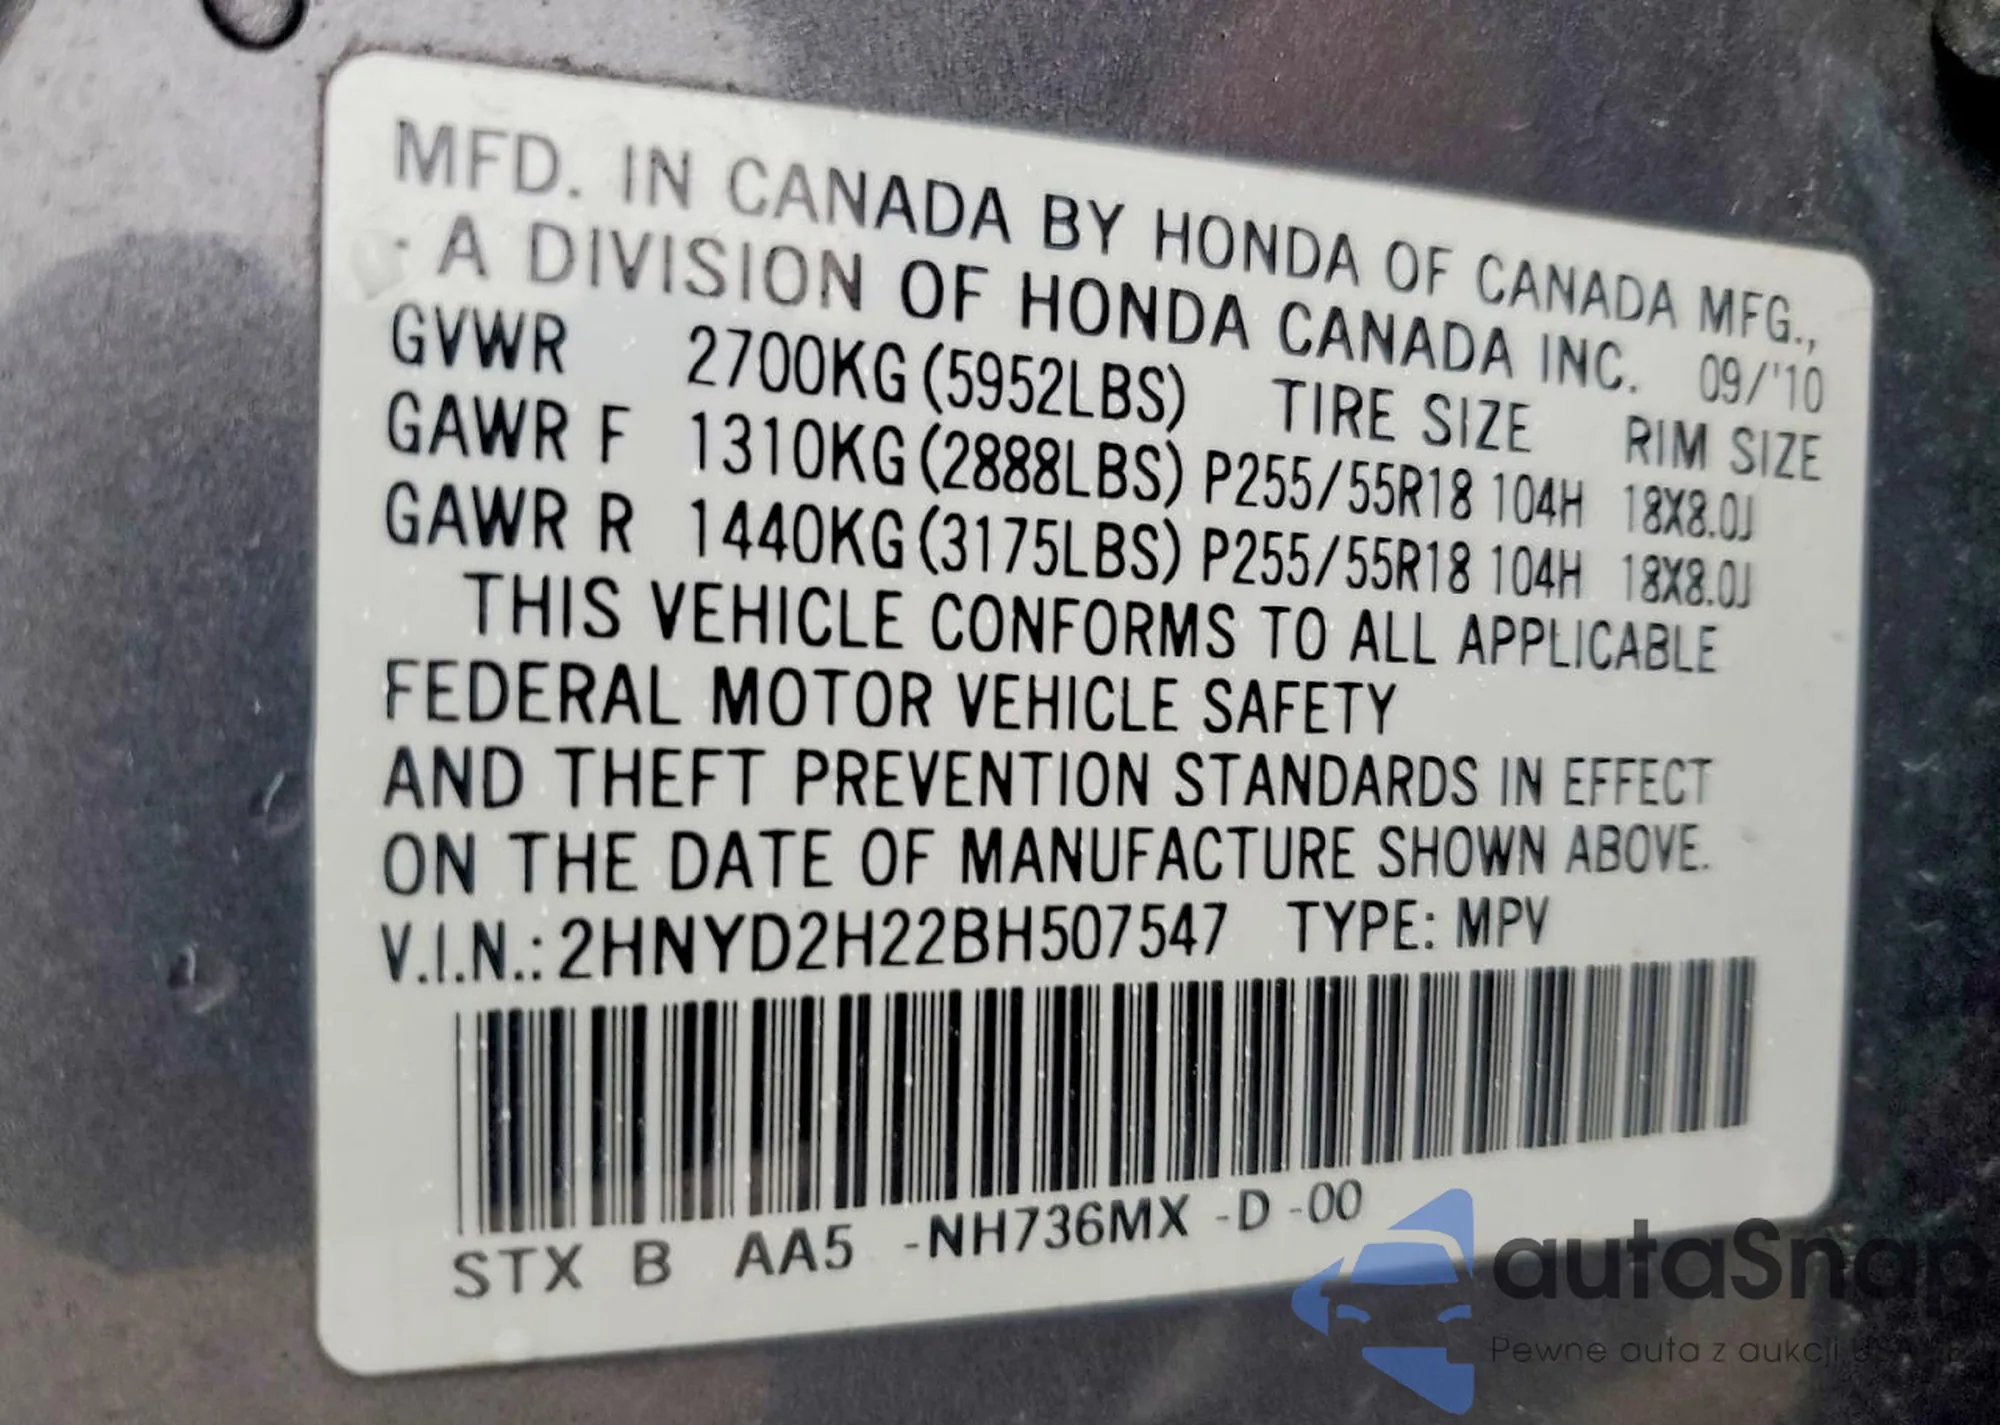 MFD. IN CANADA BY HONDA OF CANADA MFG.,
· A DIVISION OF HONDA CANADA INC. 09/'10
GVWR 2700KG (5952LBS) TIRE SIZE RIM SIZE
GAWR F 1310KG (2888LBS) P255/55R18 104H 18X8.0J
GAWR R 1440KG (3175LBS) P255/55R18 104H 18X8.0J
THIS VEHICLE CONFORMS TO ALL APPLICABLE
FEDERAL MOTOR VEHICLE SAFETY
AND THEFT PREVENTION STANDARDS IN EFFECT
ON THE DATE OF MANUFACTURE SHOWN ABOVE.
V.I.N.: 2HNYD2H22BH507547 TYPE: MPV
STX B AA5 -NH736MX -D -00
autaSnap
Pewne auta z aukcji